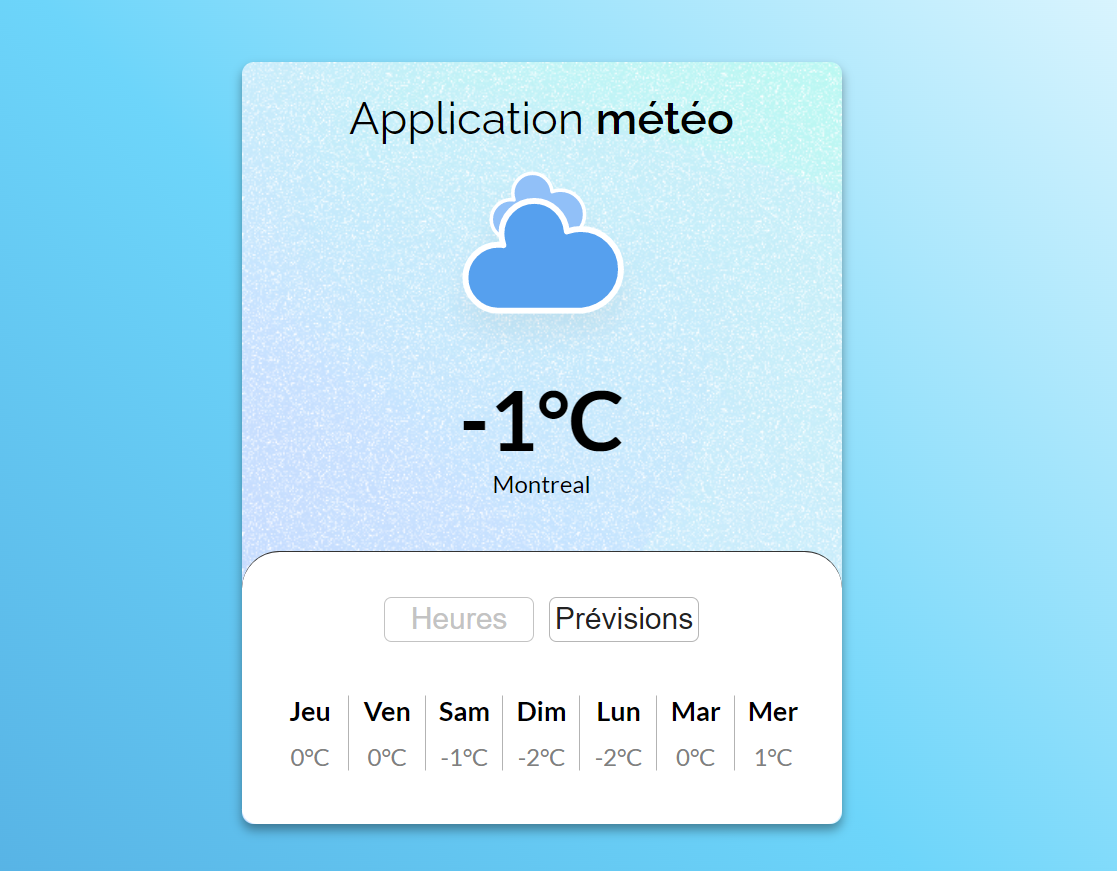 Application météo
-1°C
Montreal
Heures Prévisions
Jeu Ven Sam Dim Lun Mar Mer
0°C 0°C -1°C -2°C -2°C 0°C 1°C